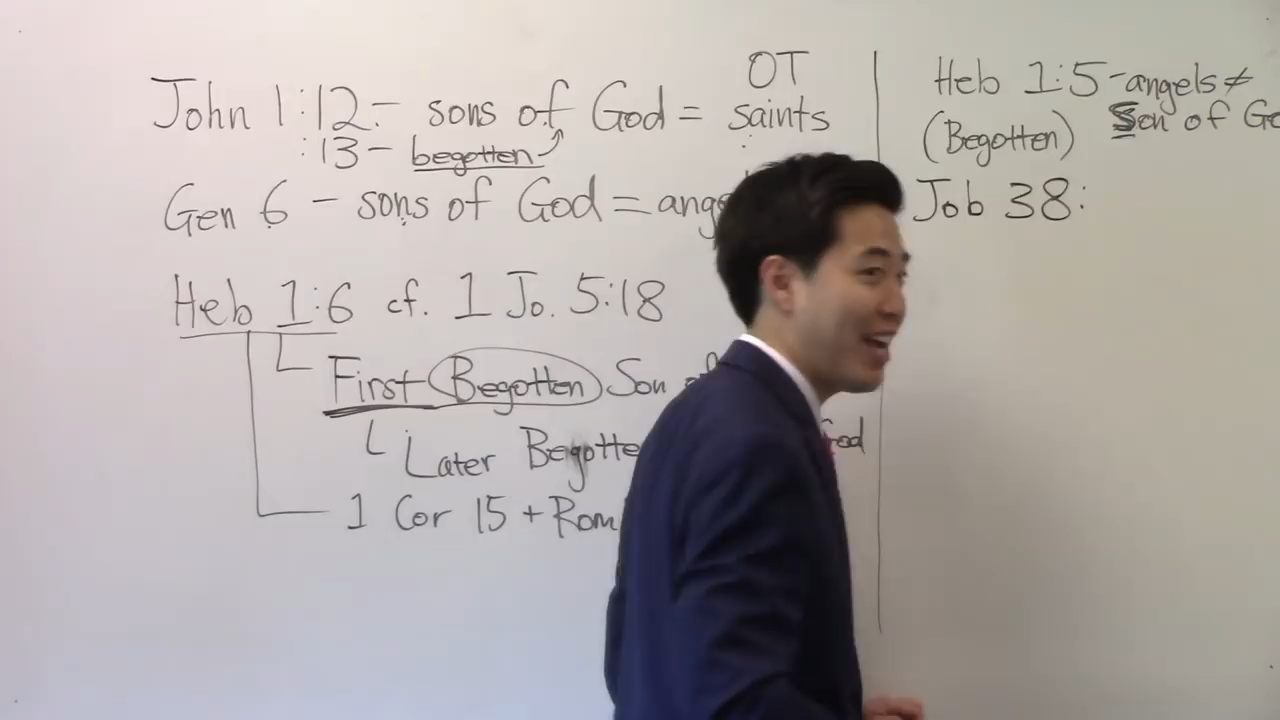 John 1:12 - sons of God = OT saints
:13 - begotten
Gen 6 - sons of God =
Heb 1:6 cf. 1 Jo. 5:18
First Begotten Son
Later
1 Cor 15 + Rom
Heb 1:5 - angels ≠
(Begotten) Son of
Job 38: